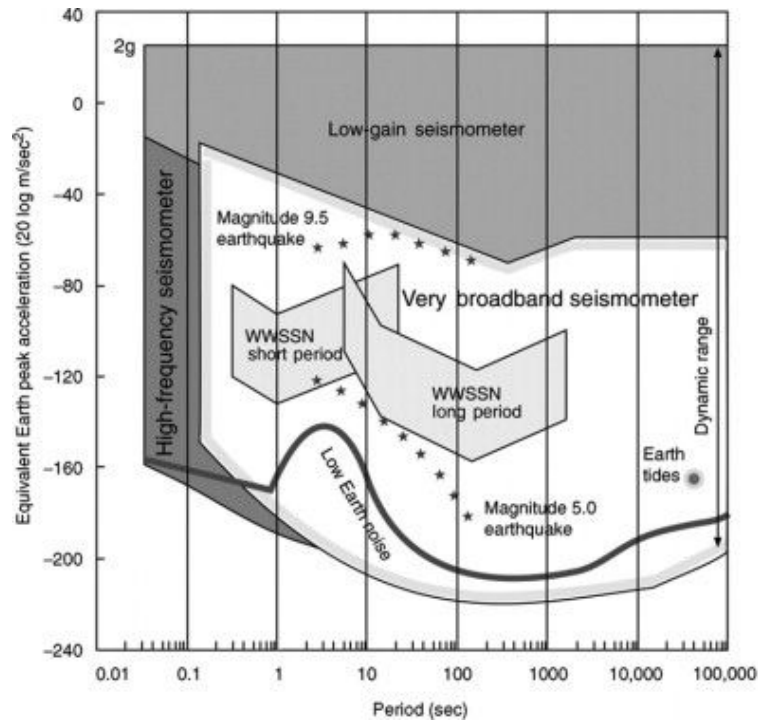 40
2g
0
Low-gain seismometer
−40
Magnitude 9.5
earthquake
−80
Very broadband seismometer
WWSSN
short period
−120
WWSSN
long period
High-frequency seismometer
Dynamic range
Earth
tides
−160
Low Earth noise
Magnitude 5.0
earthquake
−200
−240
0.01 0.1 1 10 100 1000 10,000 100,000
Period (sec)
Equivalent Earth peak acceleration (20 log m/sec²)